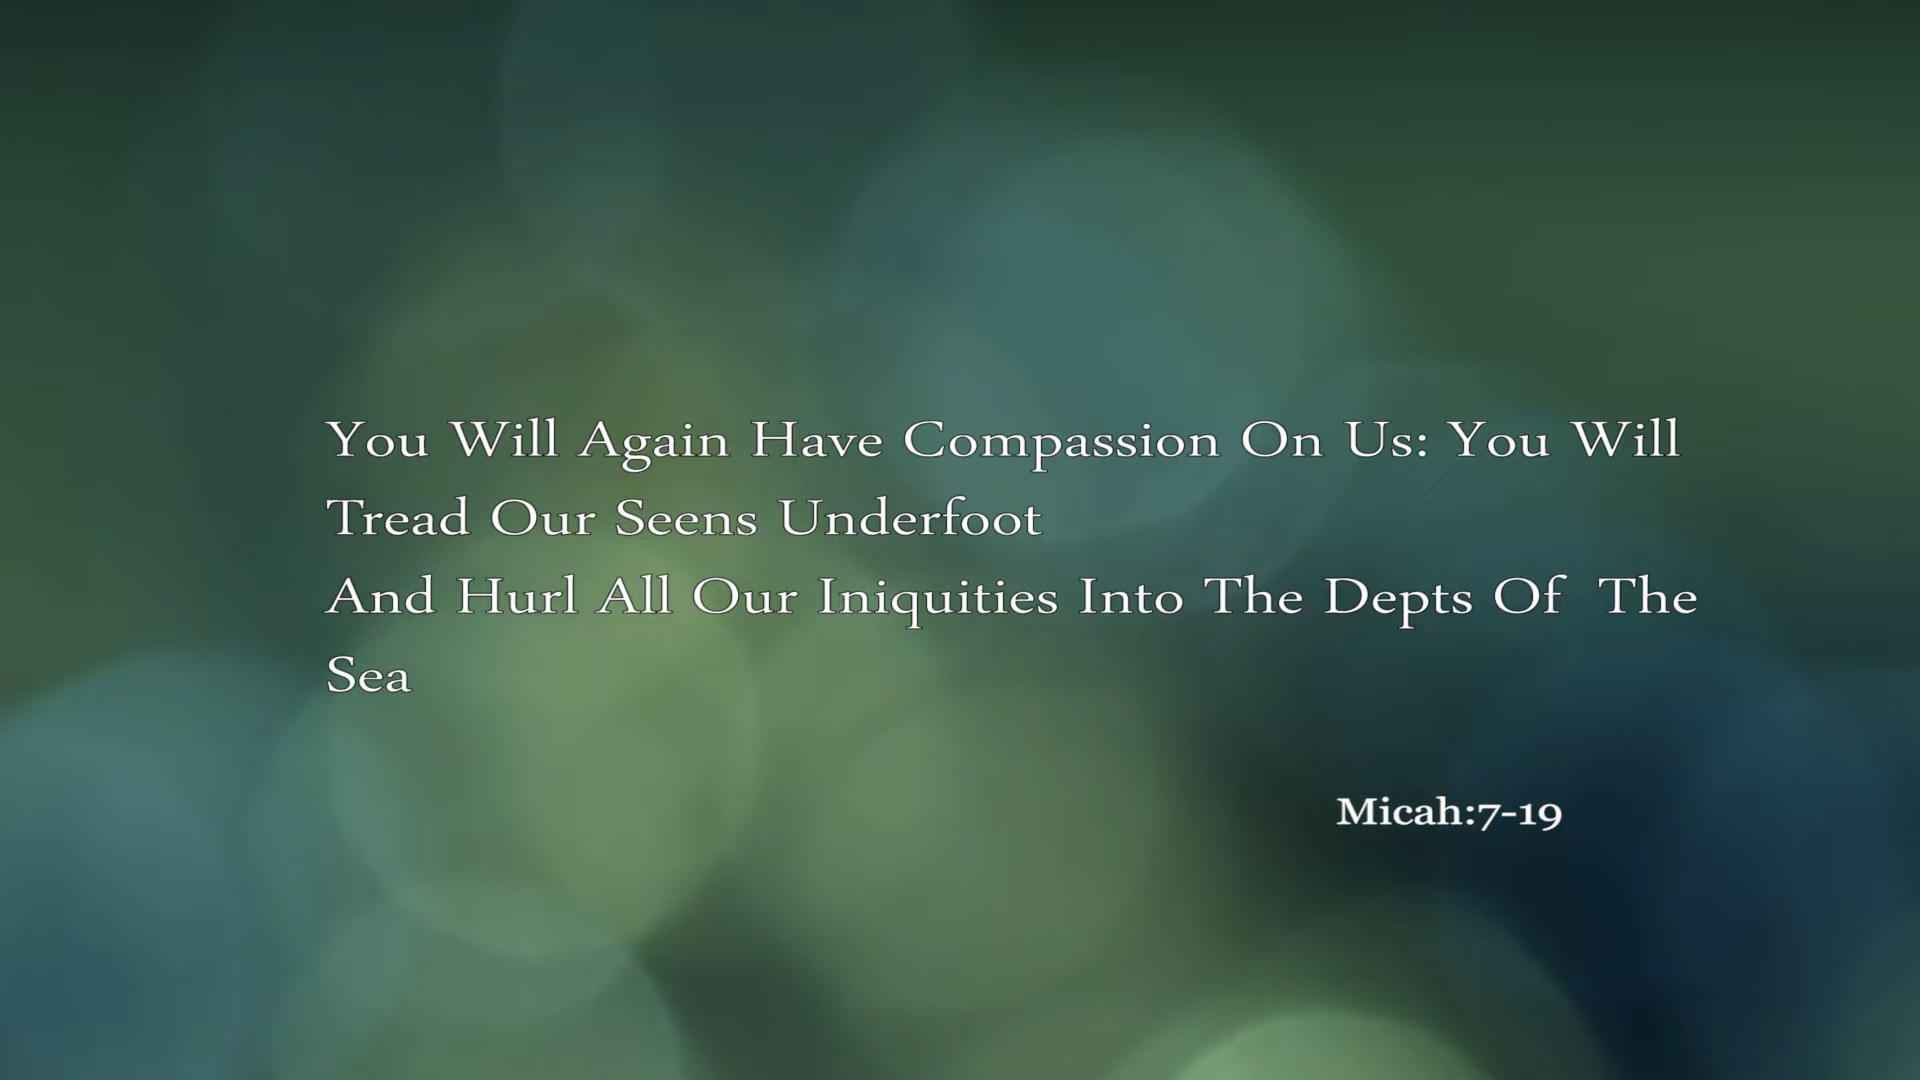 You Will Again Have Compassion On Us: You Will
Tread Our Seens Underfoot
And Hurl All Our Iniquities Into The Depts Of  The
Sea
Micah:7-19